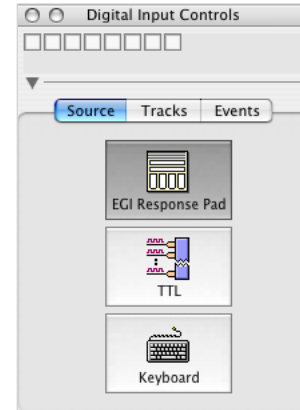 Digital Input Controls
Source Tracks Events
EGI Response Pad
TTL
Keyboard